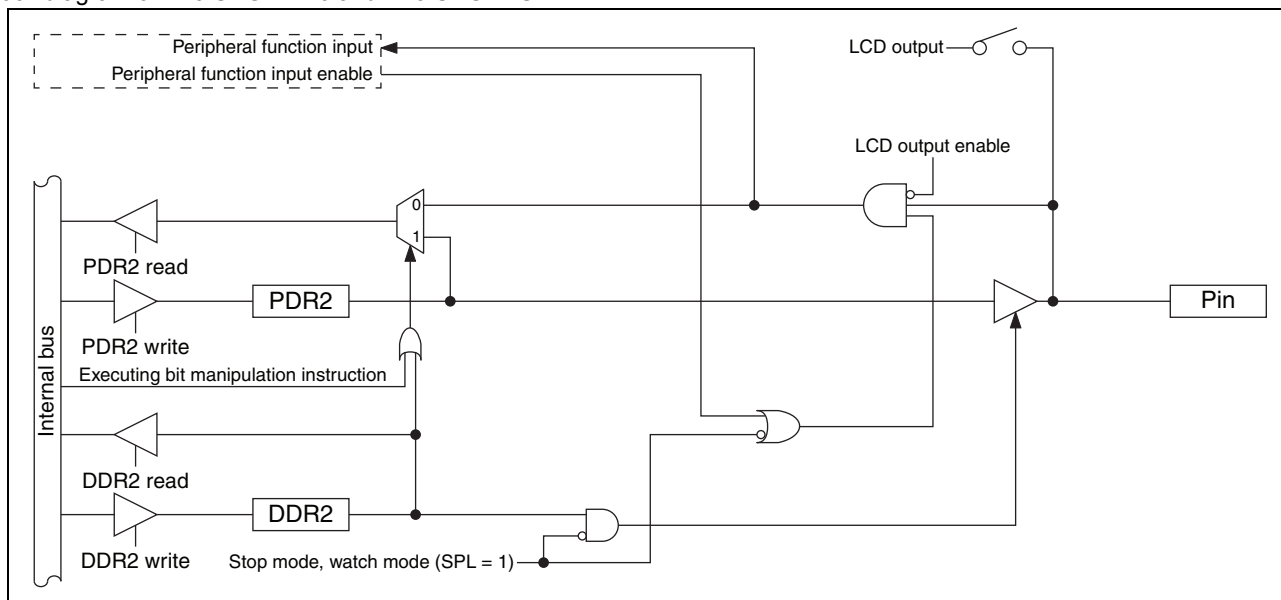 Peripheral function input
Peripheral function input enable
LCD output
LCD output enable
0
1
PDR2 read
PDR2
Pin
PDR2 write
Executing bit manipulation instruction
Internal bus
DDR2 read
DDR2
DDR2 write
Stop mode, watch mode (SPL = 1)